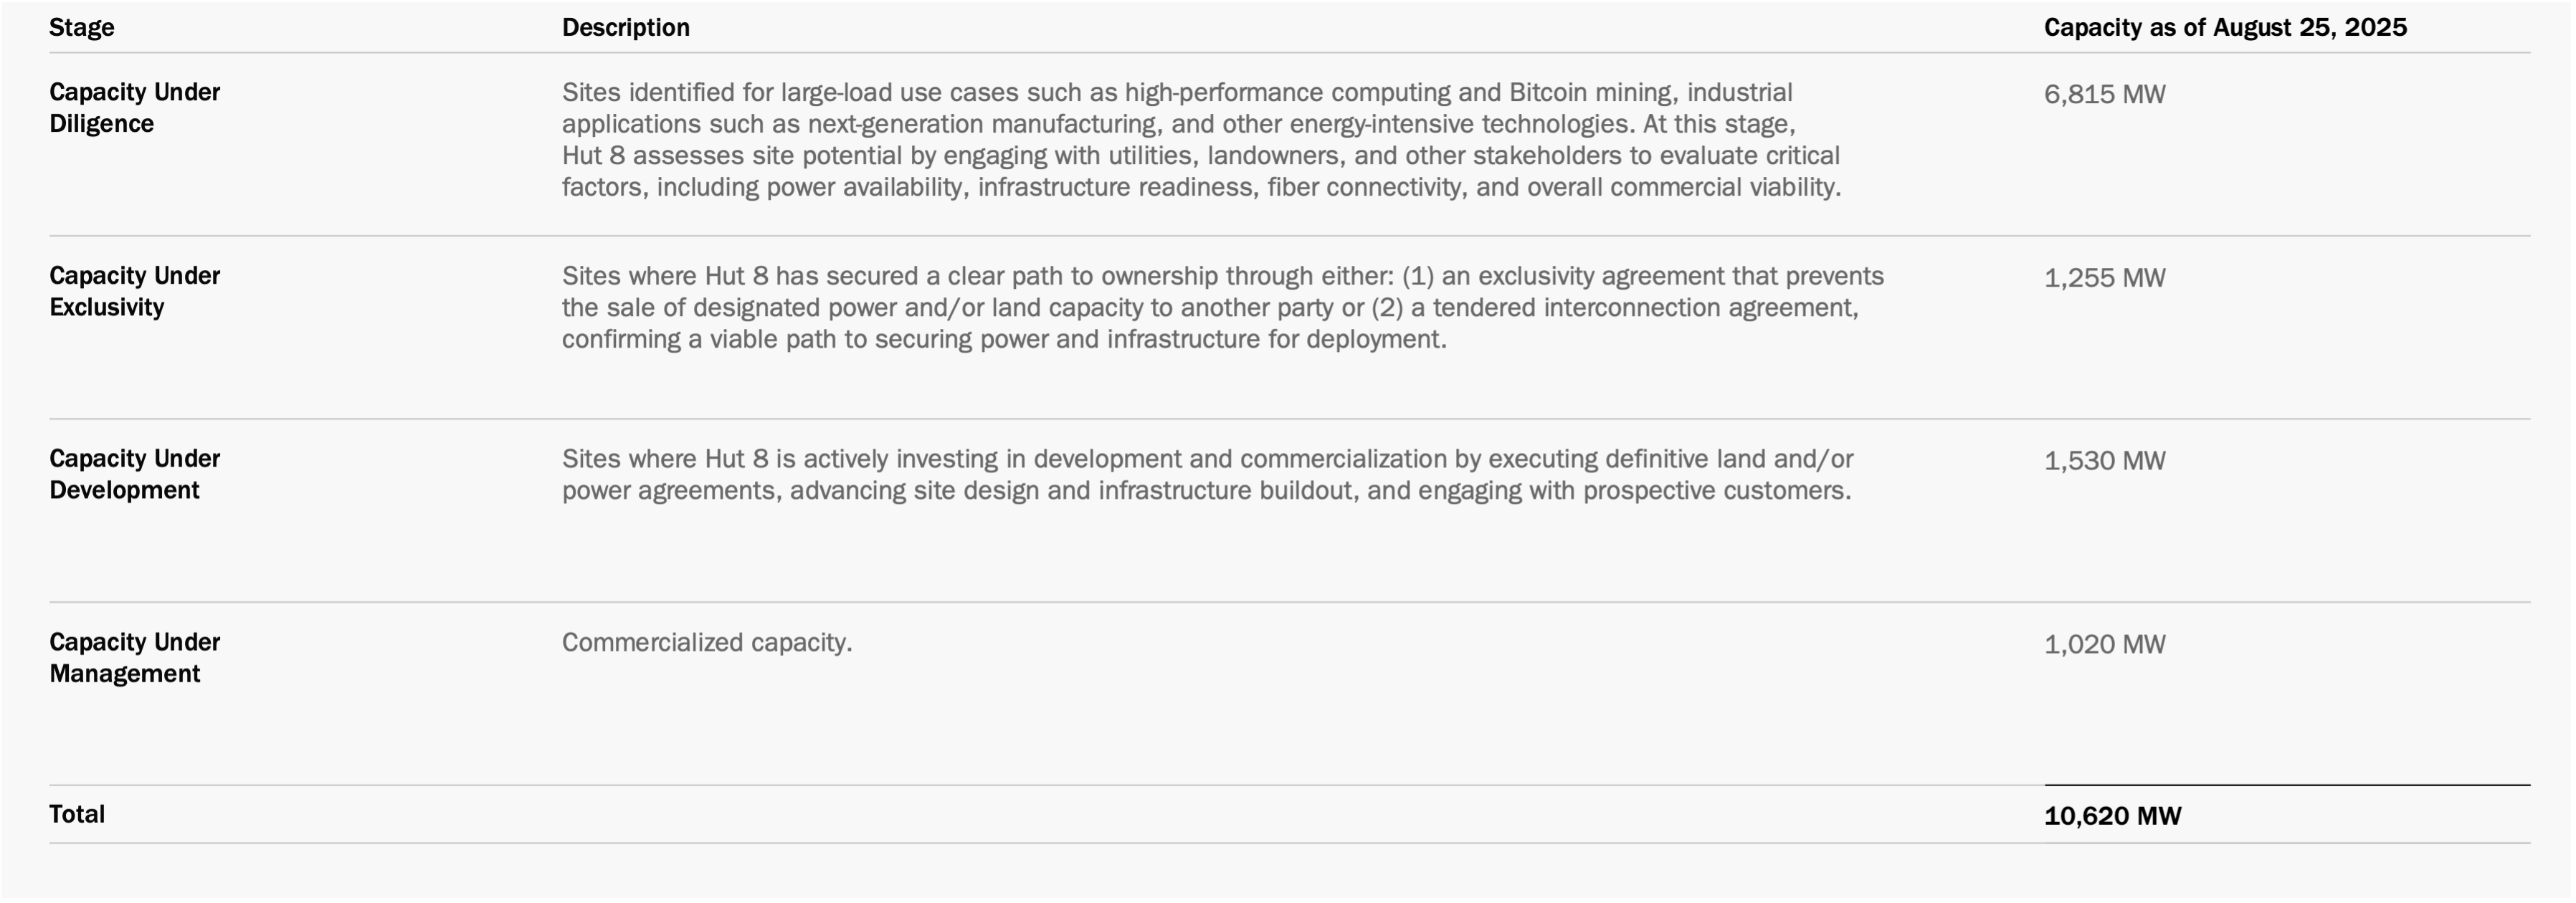 Stage Description Capacity as of August 25, 2025
Capacity Under
Diligence
Sites identified for large-load use cases such as high-performance computing and Bitcoin mining, industrial
applications such as next-generation manufacturing, and other energy-intensive technologies. At this stage,
Hut 8 assesses site potential by engaging with utilities, landowners, and other stakeholders to evaluate critical
factors, including power availability, infrastructure readiness, fiber connectivity, and overall commercial viability.
6,815 MW
Capacity Under
Exclusivity
Sites where Hut 8 has secured a clear path to ownership through either: (1) an exclusivity agreement that prevents
the sale of designated power and/or land capacity to another party or (2) a tendered interconnection agreement,
confirming a viable path to securing power and infrastructure for deployment.
1,255 MW
Capacity Under
Development
Sites where Hut 8 is actively investing in development and commercialization by executing definitive land and/or
power agreements, advancing site design and infrastructure buildout, and engaging with prospective customers.
1,530 MW
Capacity Under
Management
Commercialized capacity.
1,020 MW
Total 10,620 MW